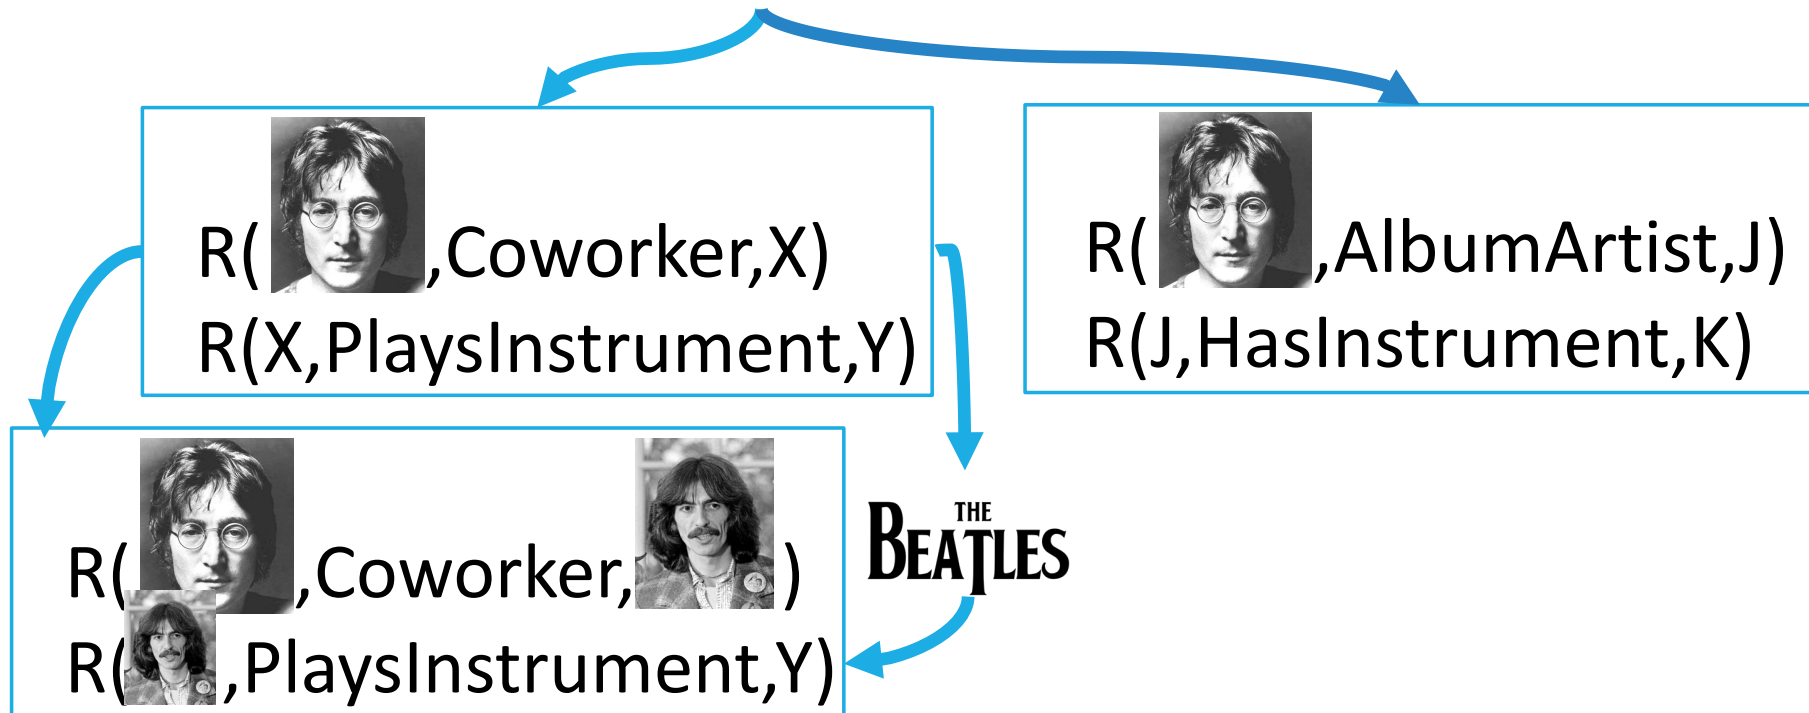 R( ,Coworker,X)
R(X,PlaysInstrument,Y)
R( ,AlbumArtist,J)
R(J,HasInstrument,K)
R( ,Coworker, )
R( ,PlaysInstrument,Y)
THE
BEATLES